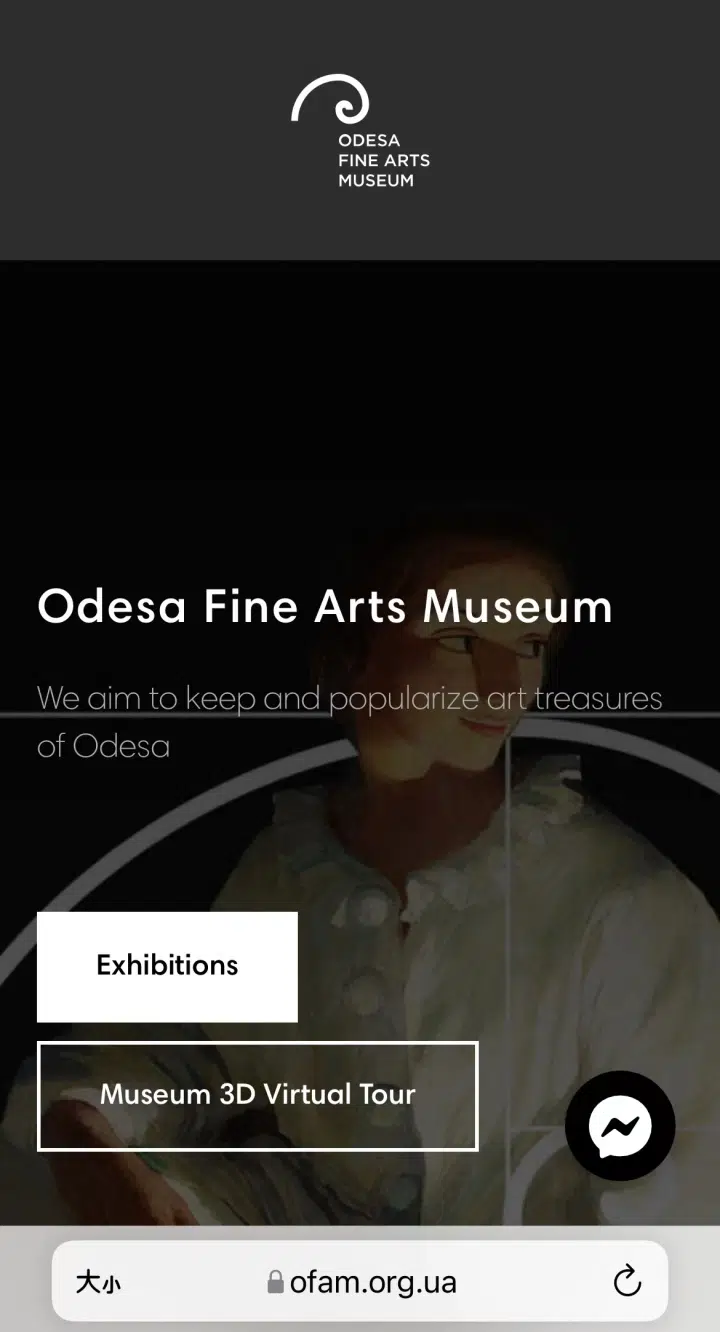 ODESA
FINE ARTS
MUSEUM
Odesa Fine Arts Museum
We aim to keep and popularize art treasures
of Odesa
Exhibitions
Museum 3D Virtual Tour
大小 ofam.org.ua